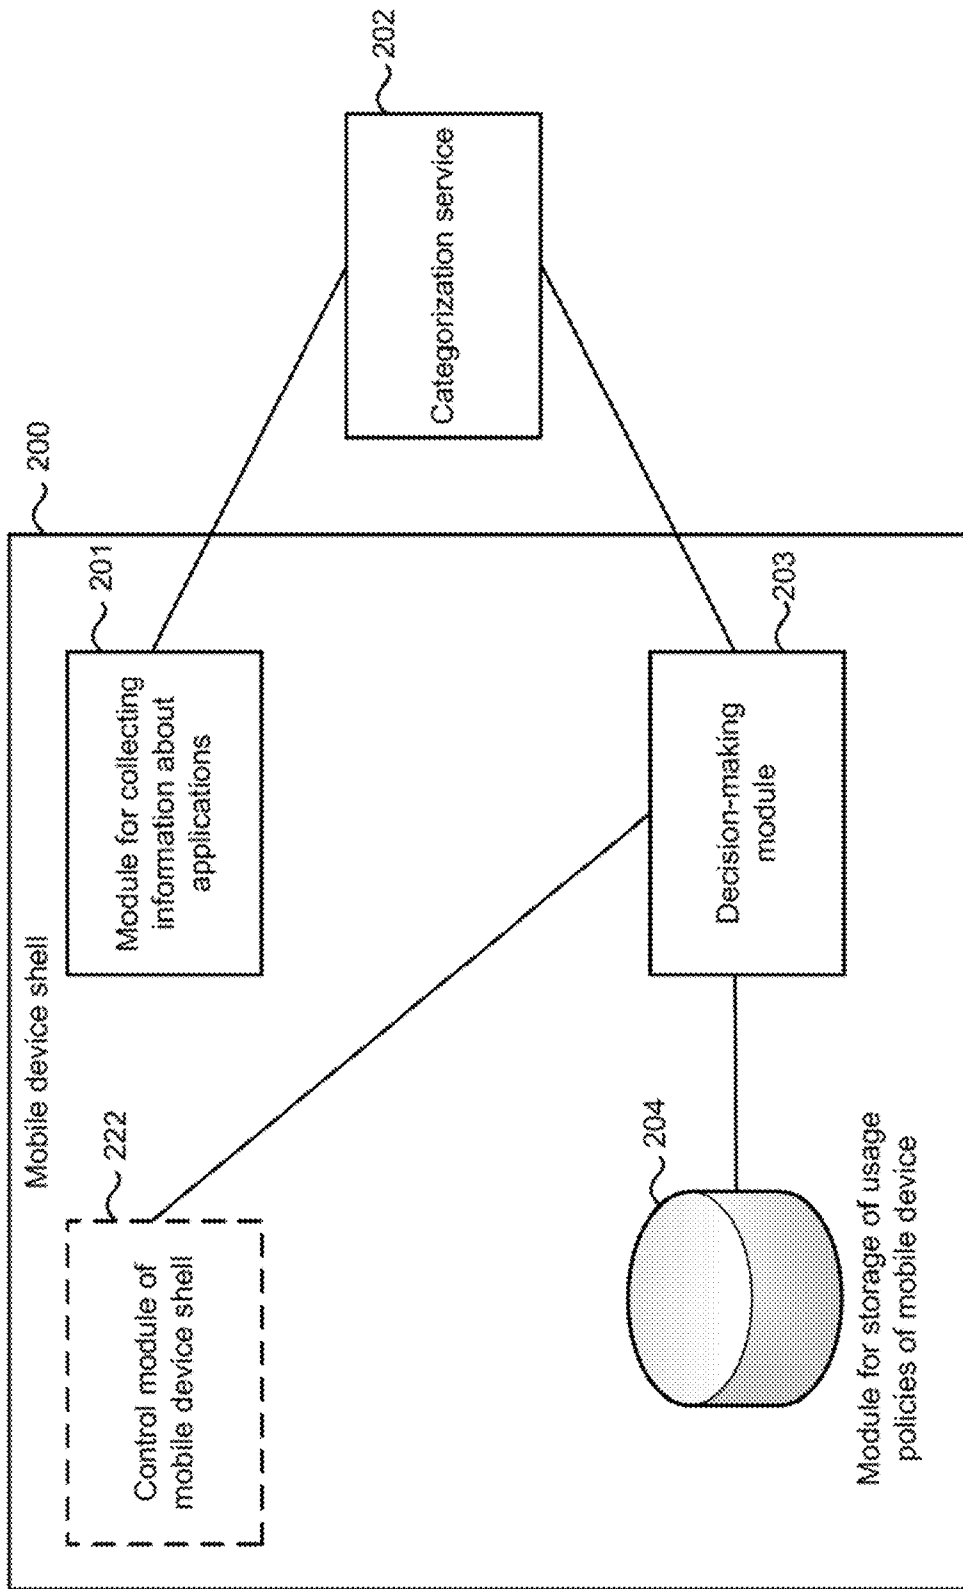 Mobile device shell
200
222
Control module of
mobile device shell
201
Module for collecting
information about
applications
202
Categorization service
204
Module for storage of usage
policies of mobile device
203
Decision-making
module